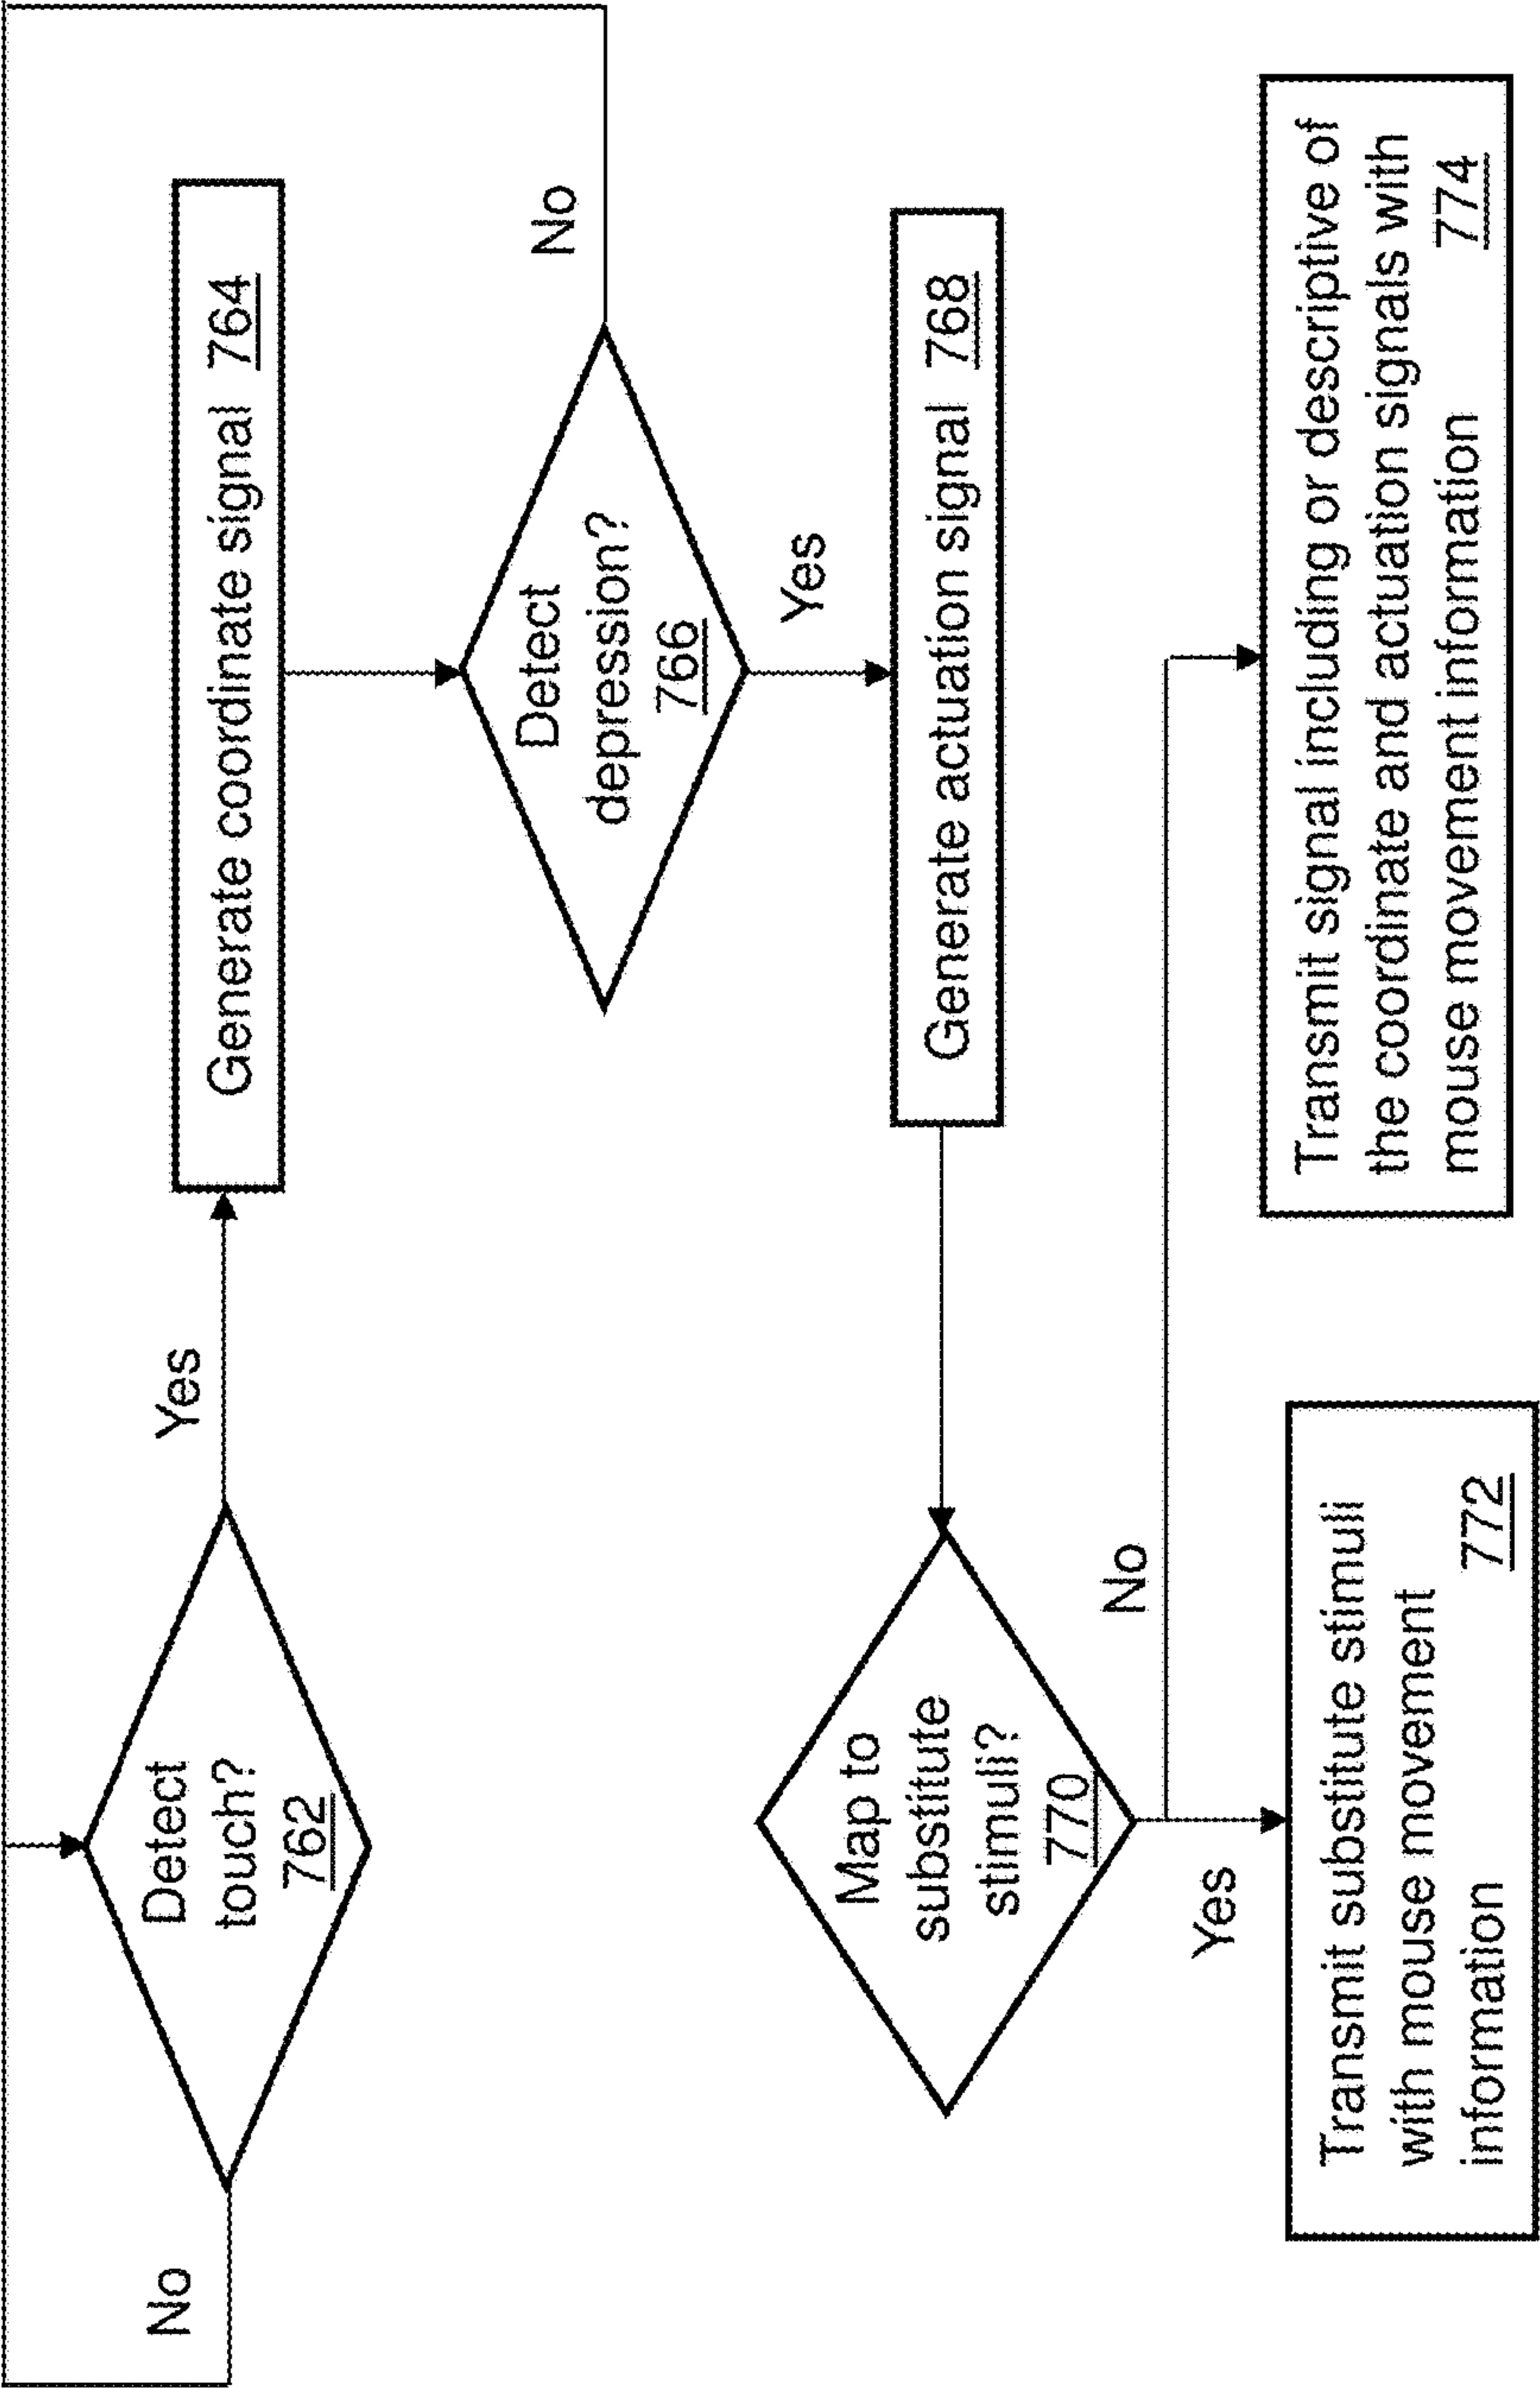 No
Detect
touch?
762
Yes
Generate coordinate signal 764
Detect
depression?
766
No
Yes
Generate actuation signal 768
Map to
substitute
stimuli?
770
No
Yes
Transmit substitute stimuli
with mouse movement
information 772
Transmit signal including or descriptive of
the coordinate and actuation signals with
mouse movement information 774